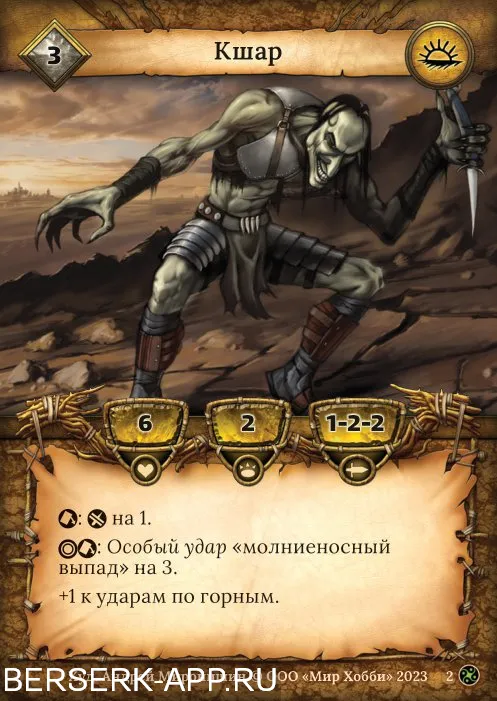 3
Кшар
6
2
1-2-2
: на 1.
: Особый удар «молниеносный
выпад» на 3.
+1 к ударам по горным.
ООО «Мир Хобби» 2023 2
BERSERK-APP.RU